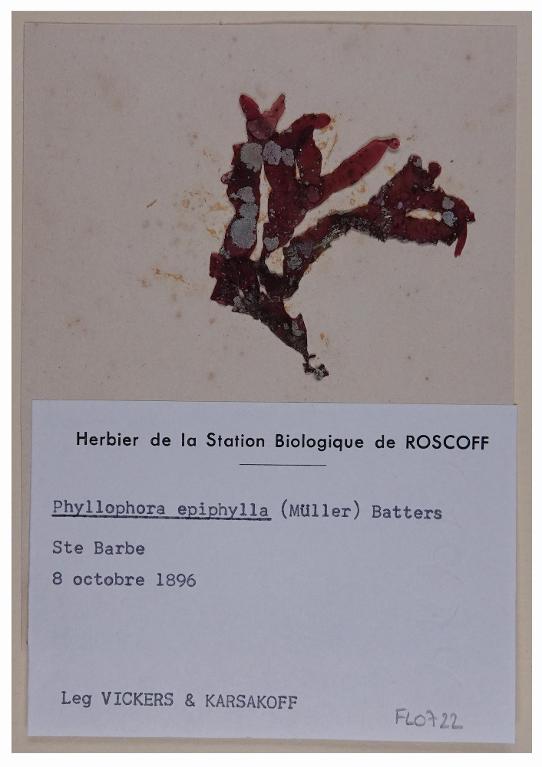 Herbier de la Station Biologique de ROSCOFF
Phyllophora epiphylla (Müller) Batters
Ste Barbe
8 octobre 1896
Leg VICKERS & KARSAKOFF
FLO722